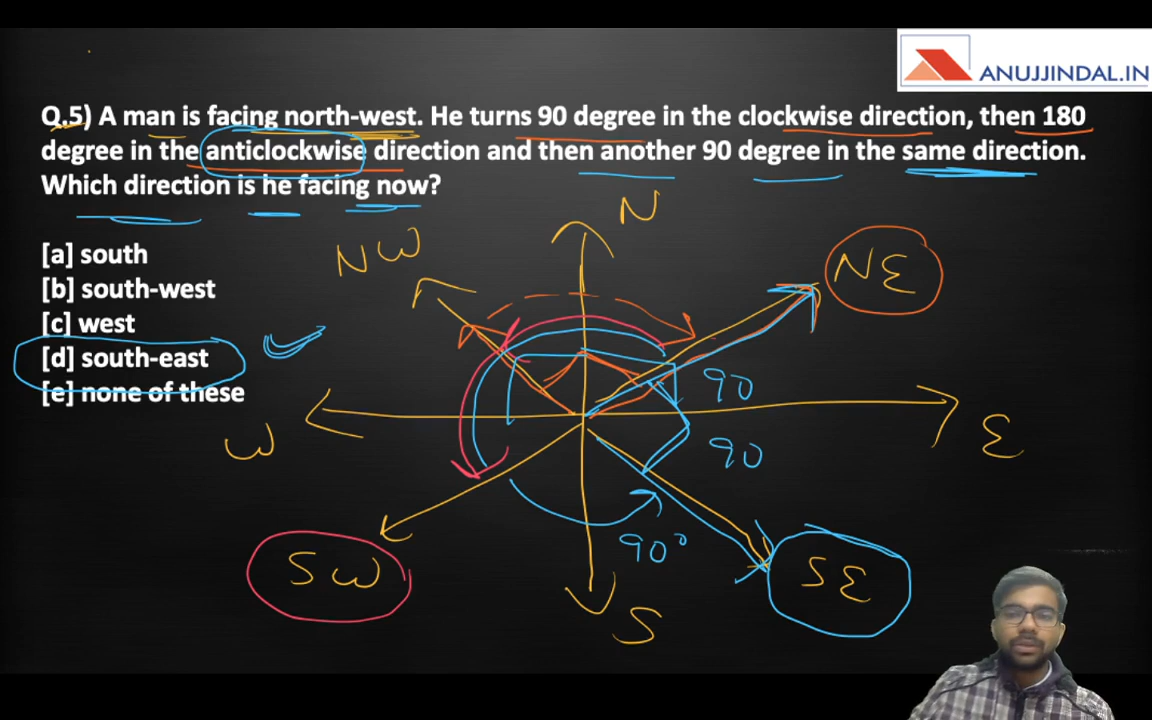 ANUJJINDAL.IN
Q.5) A man is facing north-west. He turns 90 degree in the clockwise direction, then 180
degree in the anticlockwise direction and then another 90 degree in the same direction.
Which direction is he facing now?
[a] south
[b] south-west
[c] west
[d] south-east
[e] none of these
N
NW
NE
90
W
E
90
90°
SW
SE
S